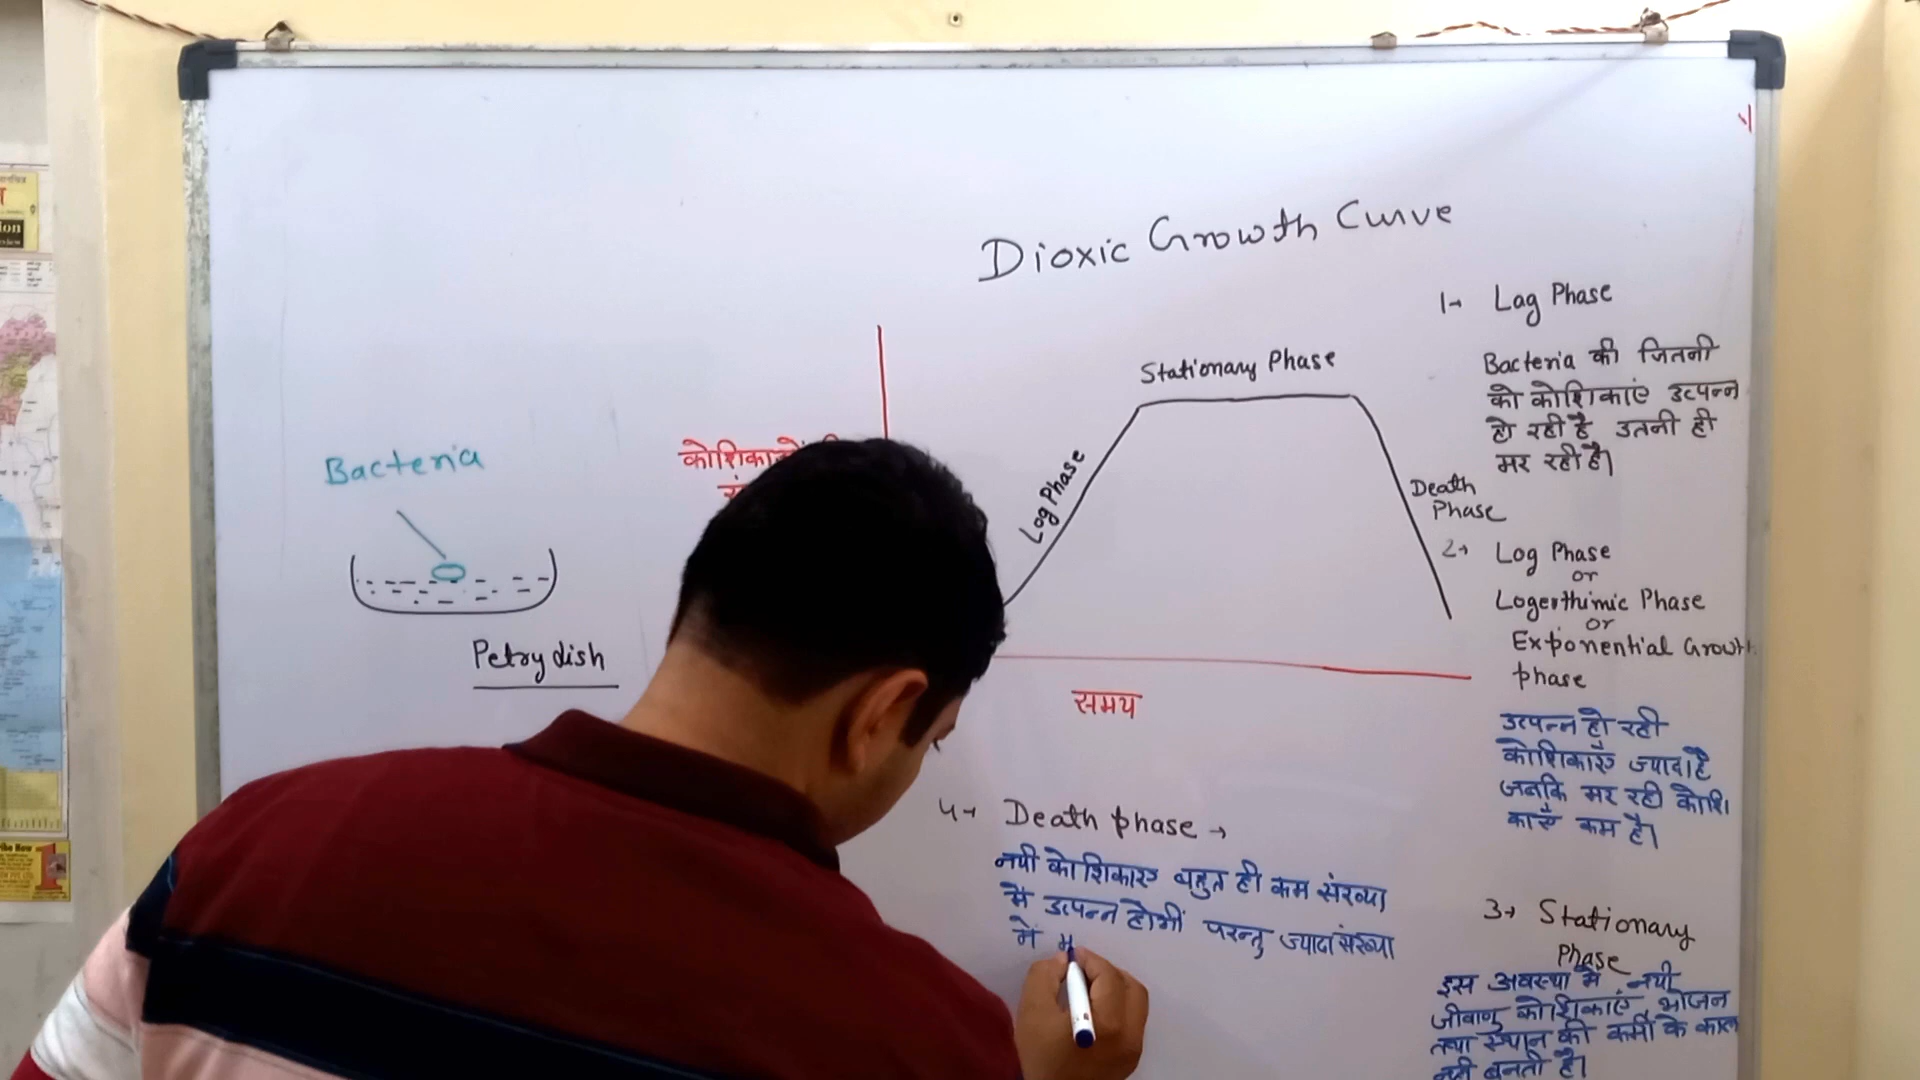 Dioxic Growth Curve
Bacteria
Petry dish
Log Phase
Stationary Phase
Death
Phase
समय
1→ Lag Phase
Bacteria की जितनी
को कोशिकाएं उत्पन्न
हो रही है उतनी ही
मर रही है।
2→ Log Phase
or
Logerthimic Phase
or
Exponential Growth
phase
उत्पन्न हो रही
कोशिकाएँ ज्यादा है
जबकि मर रही कोशि
काएँ कम है।
3→ Stationary
Phase
इस अवस्था मे नयी
जीवाणु कोशिकाएं, भोजन
तथा स्थान की कमी के
नही बनती है।
4→ Death phase →
नयी कोशिकाए बहुत ही कम संख्या
मे उत्पन्न होगीं परन्तु ज्यादा संख्या
में म